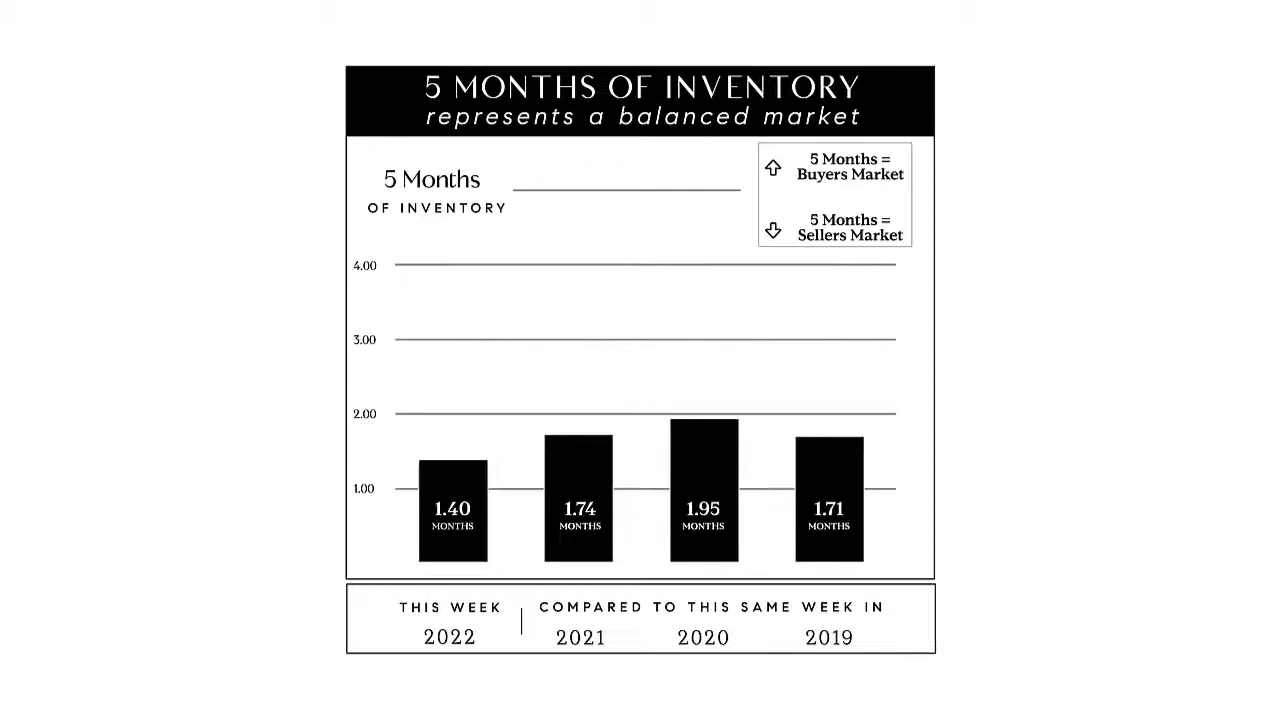 5 MONTHS OF INVENTORY
represents a balanced market
5 Months
OF INVENTORY
5 Months =
Buyers Market
5 Months =
Sellers Market
4.00
3.00
2.00
1.00
1.40
MONTHS
1.74
MONTHS
1.95
MONTHS
1.71
MONTHS
THIS WEEK
2022
COMPARED TO THIS SAME WEEK IN
2021 2020 2019